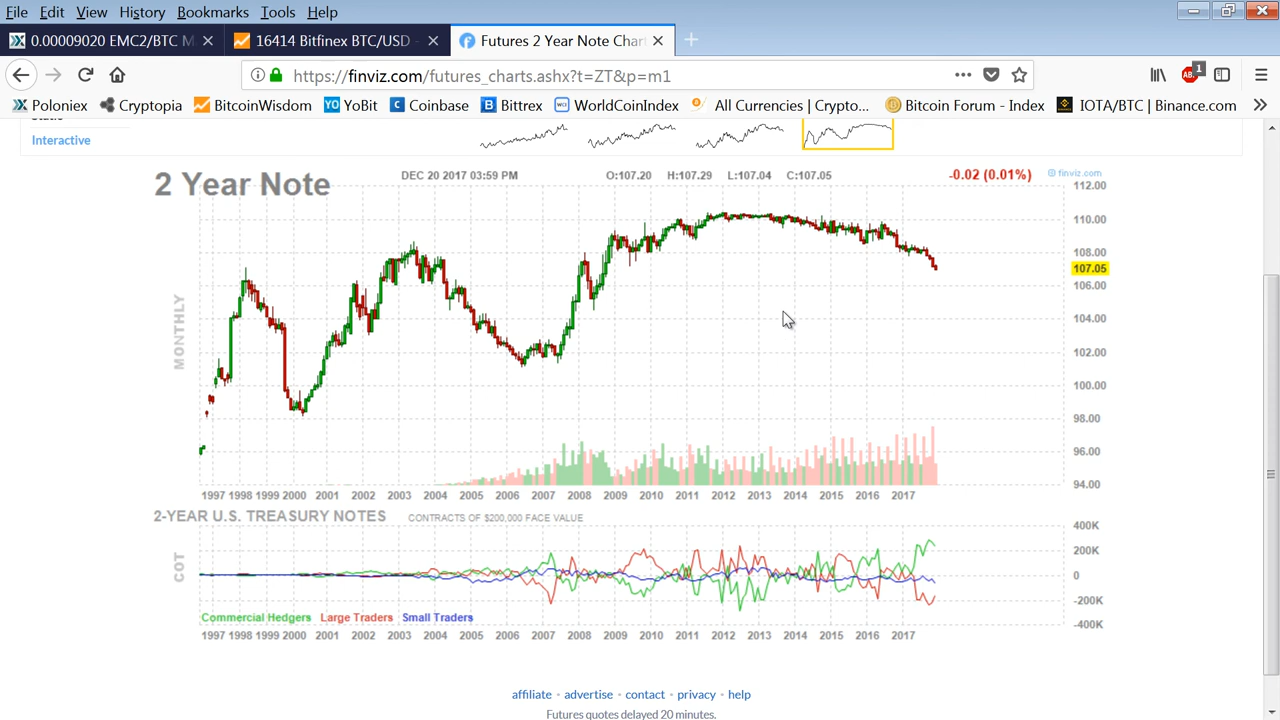 File Edit View History Bookmarks Tools Help
0.00009020 EMC2/BTC M
16414 Bitfinex BTC/USD -
Futures 2 Year Note Char
https://finviz.com/futures_charts.ashx?t=ZT&p=m1
ABP 1
Poloniex Cryptopia BitcoinWisdom YO YoBit C Coinbase B Bittrex WCI WorldCoinIndex All Currencies | Crypto... Bitcoin Forum - Index IOTA/BTC | Binance.com
Interactive
2 Year Note
DEC 20 2017 03:59 PM O:107.20 H:107.29 L:107.04 C:107.05
-0.02 (0.01%)
© finviz.com
112.00
110.00
108.00
107.05
106.00
104.00
102.00
100.00
98.00
96.00
94.00
MONTHLY
1997 1998 1999 2000 2001 2002 2003 2004 2005 2006 2007 2008 2009 2010 2011 2012 2013 2014 2015 2016 2017
2-YEAR U.S. TREASURY NOTES CONTRACTS OF $200,000 FACE VALUE
400K
200K
0
-200K
-400K
COT
Commercial Hedgers Large Traders Small Traders
1997 1998 1999 2000 2001 2002 2003 2004 2005 2006 2007 2008 2009 2010 2011 2012 2013 2014 2015 2016 2017
affiliate • advertise • contact • privacy • help
Futures quotes delayed 20 minutes.